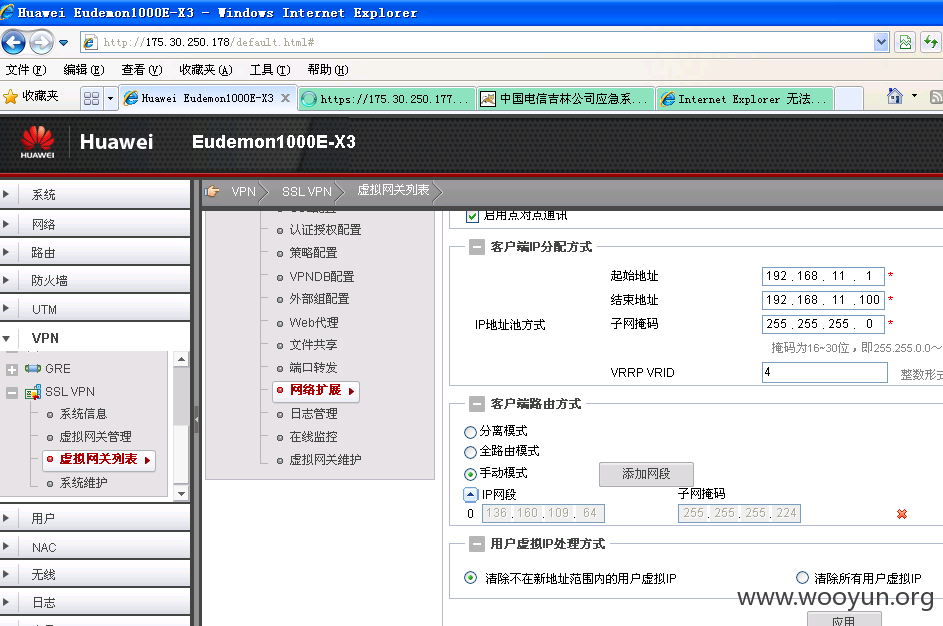 Huawei Eudemon1000E-X3 - Windows Internet Explorer
http://175.30.250.178/default.html#
文件(F) 编辑(E) 查看(V) 收藏夹(A) 工具(T) 帮助(H)
收藏夹 Huawei Eudemon1000E-X3 https://175.30.250.177... 中国电信吉林公司应急系... Internet Explorer 无法...
HUAWEI Huawei Eudemon1000E-X3
系统
网络
路由
防火墙
UTM
VPN
GRE
SSL VPN
系统信息
虚拟网关管理
虚拟网关列表
系统维护
用户
NAC
无线
日志
VPN SSL VPN 虚拟网关列表
认证授权配置
策略配置
VPNDB配置
外部组配置
Web代理
文件共享
端口转发
网络扩展
日志管理
在线监控
虚拟网关维护
启用点对点通讯
客户端IP分配方式
起始地址 192 . 168 . 11 . 1 *
结束地址 192 . 168 . 11 . 100 *
IP地址池方式 子网掩码 255 . 255 . 255 . 0 *
掩码为16~30位，即255.255.0.0~
VRRP VRID 4 整数形式
客户端路由方式
分离模式
全路由模式
手动模式 添加网段
IP网段 子网掩码
0 136 . 160 . 109 . 64 255 . 255 . 255 . 224
用户虚拟IP处理方式
清除不在新地址范围内的用户虚拟IP 清除所有用户虚拟IP
www.wooyun.org
应用